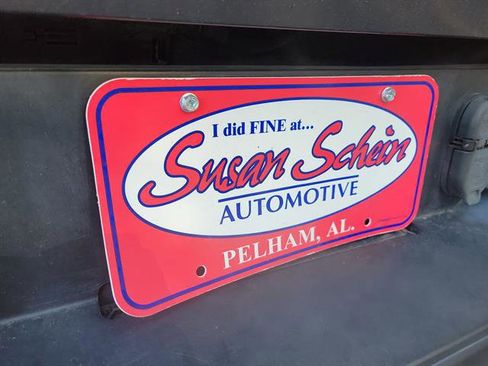 I did FINE at...
Susan Schein
AUTOMOTIVE
PELHAM, AL.